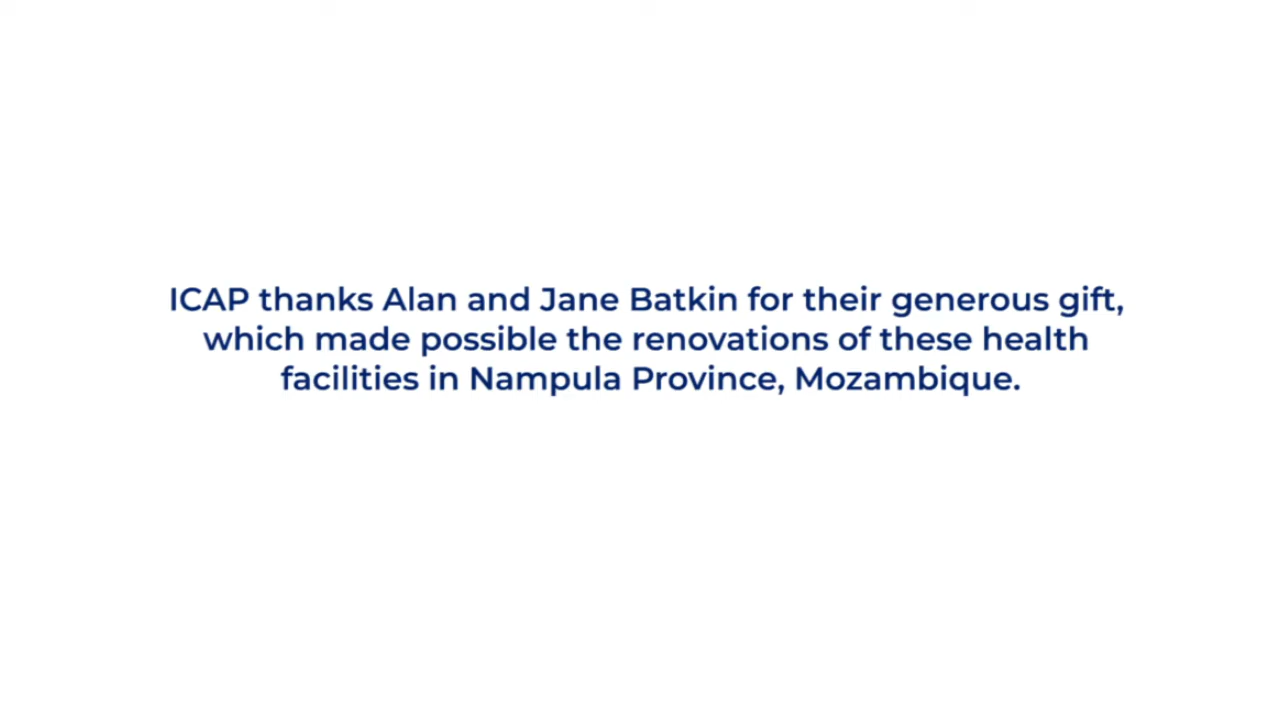 ICAP thanks Alan and Jane Batkin for their generous gift,
which made possible the renovations of these health
facilities in Nampula Province, Mozambique.